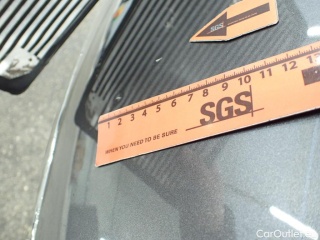 SGS
1 2 3 4 5 6 7 8 9 10 11 12
SGS
WHEN YOU NEED TO BE SURE
CarOutlet